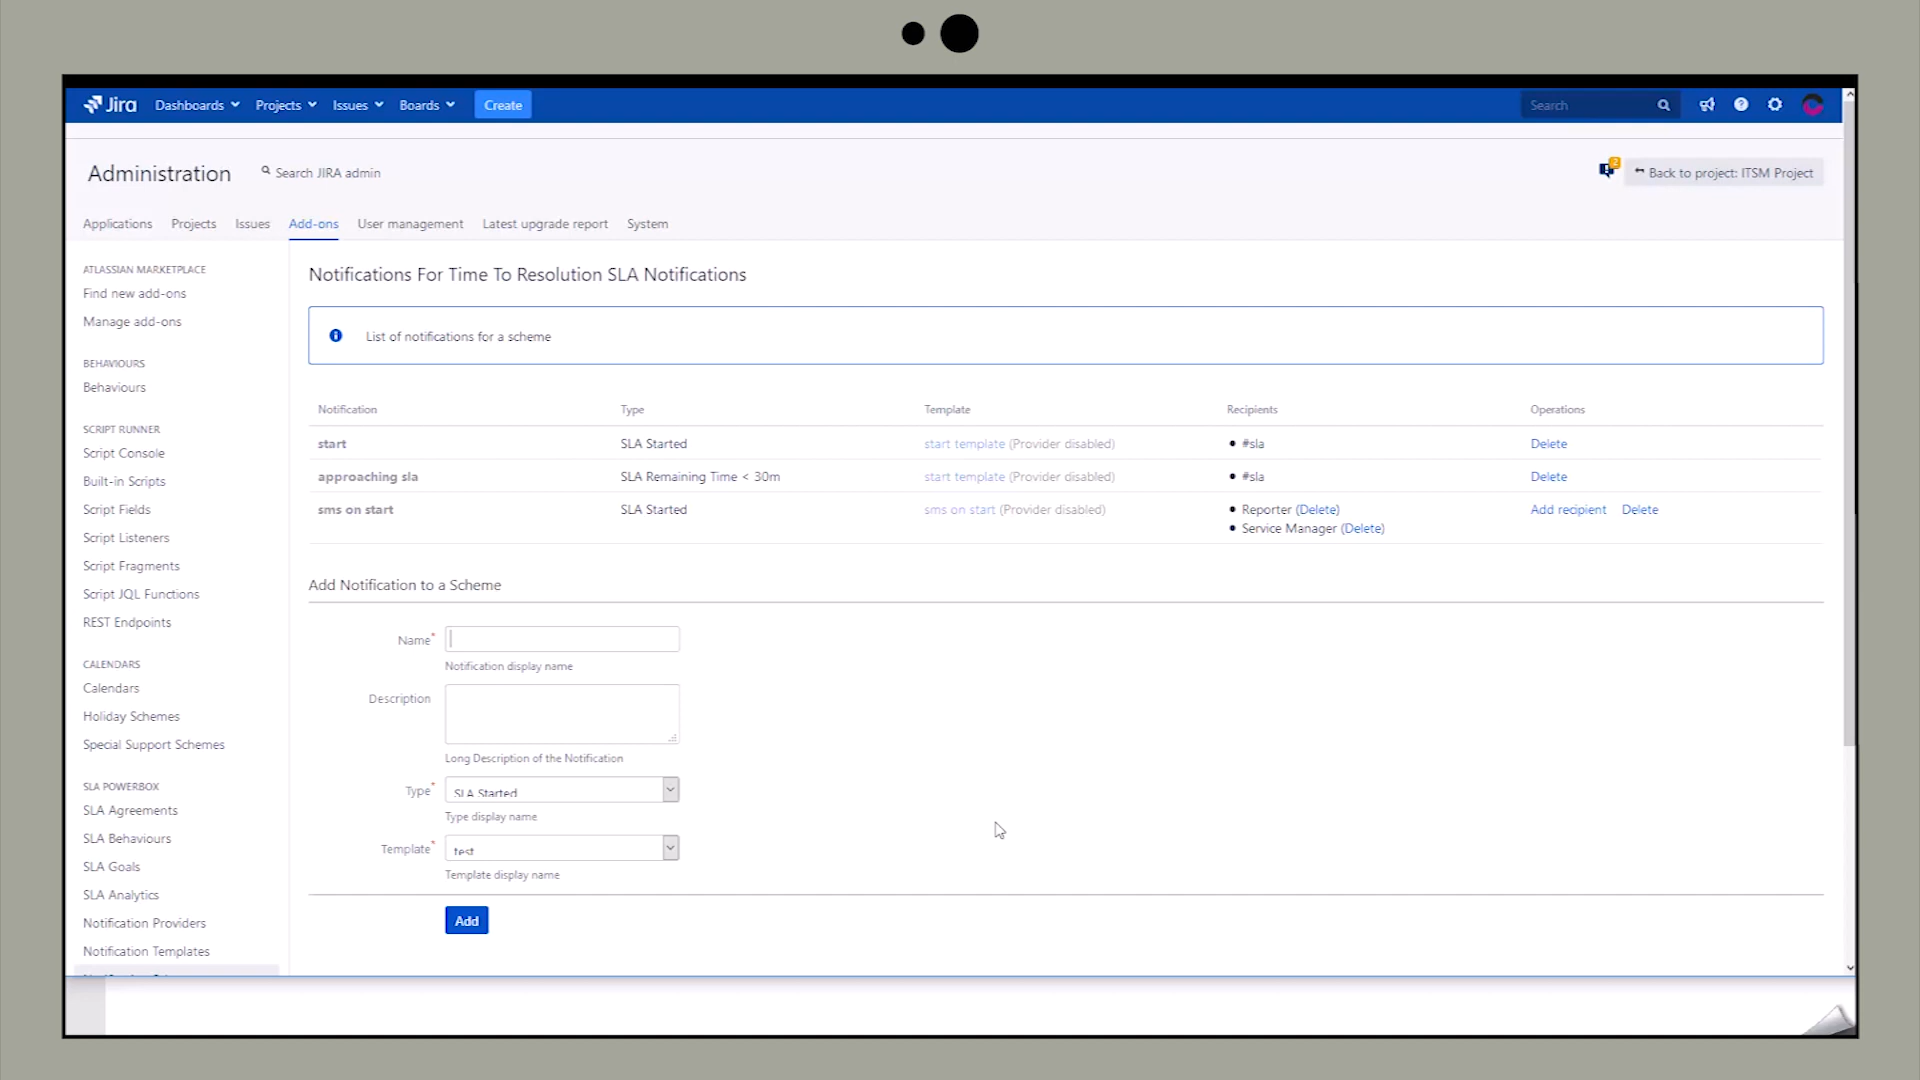 Jira Dashboards Projects Issues Boards Create Search
Administration Search JIRA admin 2 Back to project: ITSM Project
Applications Projects Issues Add-ons User management Latest upgrade report System
ATLASSIAN MARKETPLACE
Find new add-ons
Manage add-ons
BEHAVIOURS
Behaviours
SCRIPT RUNNER
Script Console
Built-in Scripts
Script Fields
Script Listeners
Script Fragments
Script JQL Functions
REST Endpoints
CALENDARS
Calendars
Holiday Schemes
Special Support Schemes
SLA POWERBOX
SLA Agreements
SLA Behaviours
SLA Goals
SLA Analytics
Notification Providers
Notification Templates
Notifications For Time To Resolution SLA Notifications
List of notifications for a scheme
Notification Type Template Recipients Operations
start SLA Started start template (Provider disabled) #sla Delete
approaching sla SLA Remaining Time < 30m start template (Provider disabled) #sla Delete
sms on start SLA Started sms on start (Provider disabled) Reporter (Delete) Add recipient Delete
Service Manager (Delete)
Add Notification to a Scheme
Name*
Notification display name
Description
Long Description of the Notification
Type* SLA Started
Type display name
Template* test
Template display name
Add